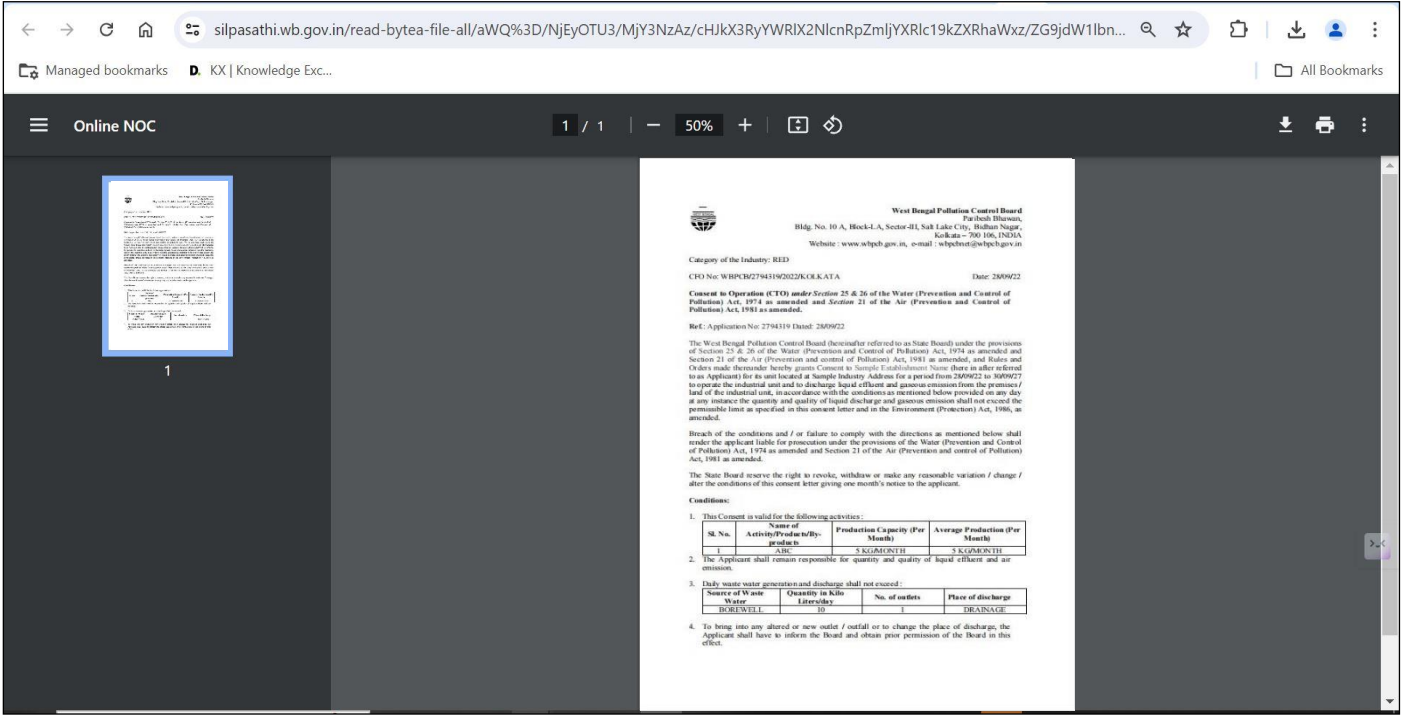 silpasathi.wb.gov.in/read-bytea-file-all/aWQ%3D/NjEyOTU3/MjY3NzAz/cHJkX3RyYWRlX2NlcnRpZmljYXRlc19kZXRhaWxz/ZG9jdW1lbn...
Managed bookmarks D. KX | Knowledge Exc... All Bookmarks
Online NOC 1 / 1 50%
1
West Bengal Pollution Control Board
Paribesh Bhawan,
Bldg. No. 10 A, Block-LA, Sector-III, Salt Lake City, Bidhan Nagar,
Kolkata – 700 106, INDIA
Website : www.wbpcb.gov.in, e-mail : wbpcbnet@wbpcb.gov.in
Category of the Industry: RED
CFO No: WBPCB/2794319/2022/KOLKATA Date: 28/09/22
Consent to Operation (CTO) under Section 25 & 26 of the Water (Prevention and Control of
Pollution) Act, 1974 as amended and Section 21 of the Air (Prevention and Control of
Pollution) Act, 1981 as amended.
Ref.: Application No: 2794319 Dated: 28/09/22
The West Bengal Pollution Control Board (hereinafter referred to as State Board) under the provisions
of Section 25 & 26 of the Water (Prevention and Control of Pollution) Act, 1974 as amended and
Section 21 of the Air (Prevention and control of Pollution) Act, 1981 as amended, and Rules and
Orders made thereunder hereby grants Consent to Sample Establishment Name (here in after referred
to as Applicant) for its unit located at Sample Industry Address for a period from 28/09/22 to 30/09/27
to operate the industrial unit and to discharge liquid effluent and gaseous emission from the premises /
land of the industrial unit, in accordance with the conditions as mentioned below provided on any day
at any instance the quantity and quality of liquid discharge and gaseous emission shall not exceed the
permissible limit as specified in this consent letter and in the Environment (Protection) Act, 1986, as
amended.
Breach of the conditions and / or failure to comply with the directions as mentioned below shall
render the applicant liable for prosecution under the provisions of the Water (Prevention and Control
of Pollution) Act, 1974 as amended and Section 21 of the Air (Prevention and control of Pollution)
Act, 1981 as amended.
The State Board reserve the right to revoke, withdraw or make any reasonable variation / change /
alter the conditions of this consent letter giving one month's notice to the applicant.
Conditions:
1. This Consent is valid for the following activities :
Sl. No. Name of Activity/Products/By-products Production Capacity (Per Month) Average Production (Per Month)
1 ABC 5 KG/MONTH 5 KG/MONTH
2. The Applicant shall remain responsible for quantity and quality of liquid effluent and air
emission.
3. Daily waste water generation and discharge shall not exceed :
Source of Waste Water Quantity in Kilo Liters/day No. of outlets Place of discharge
BOREWELL 10 1 DRAINAGE
4. To bring into any altered or new outlet / outfall or to change the place of discharge, the
Applicant shall have to inform the Board and obtain prior permission of the Board in this
effect.